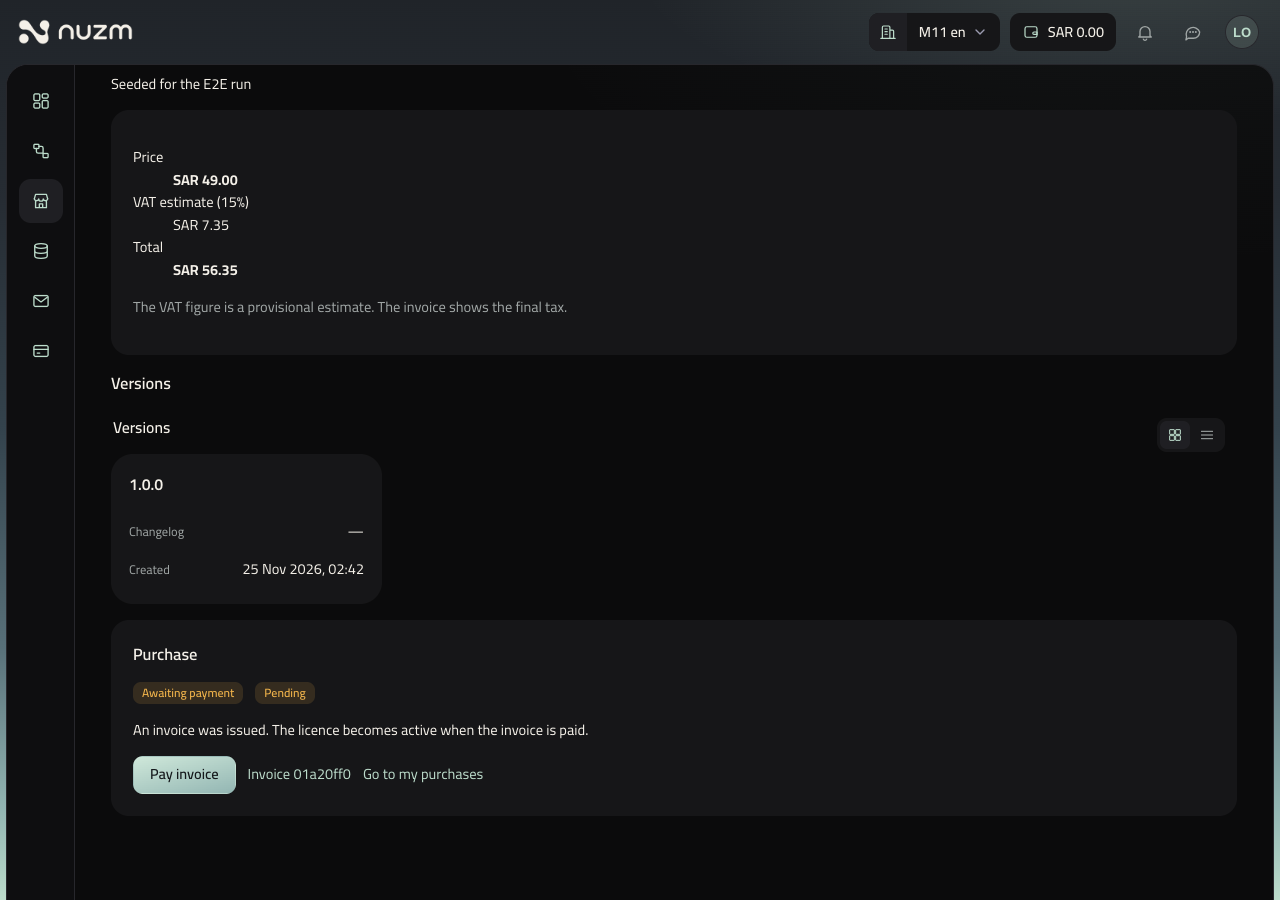 nuzm
M11 en
SAR 0.00
LO
Seeded for the E2E run
Price
SAR 49.00
VAT estimate (15%)
SAR 7.35
Total
SAR 56.35
The VAT figure is a provisional estimate. The invoice shows the final tax.
Versions
Versions
1.0.0
Changelog —
Created 25 Nov 2026, 02:42
Purchase
Awaiting payment Pending
An invoice was issued. The licence becomes active when the invoice is paid.
Pay invoice Invoice 01a20ff0 Go to my purchases